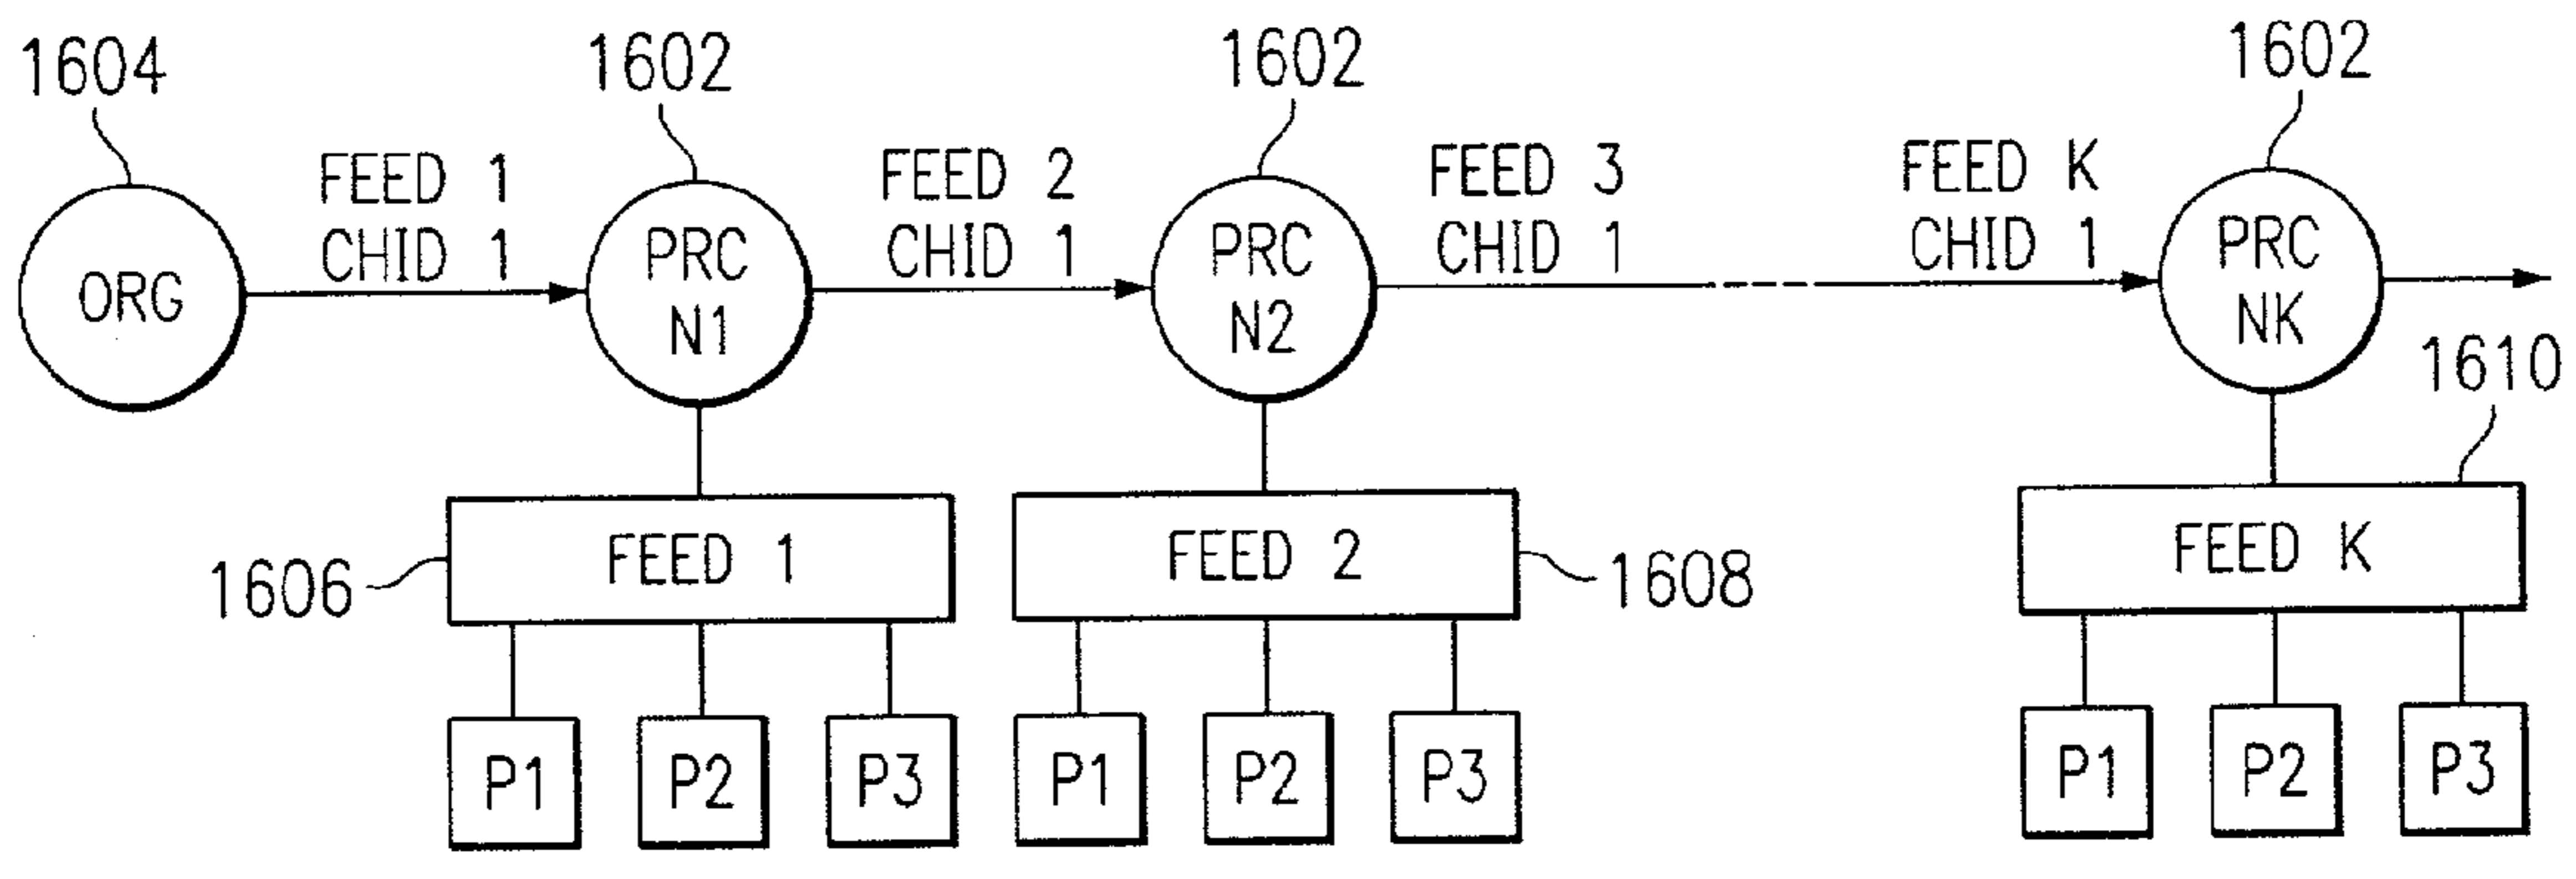 1604
1602
1602
1602
FEED 1
CHID 1
FEED 2
CHID 1
FEED 3
CHID 1
FEED K
CHID 1
ORG
PRC
N1
PRC
N2
PRC
NK
1610
1606
FEED 1
FEED 2
1608
FEED K
P1
P2
P3
P1
P2
P3
P1
P2
P3